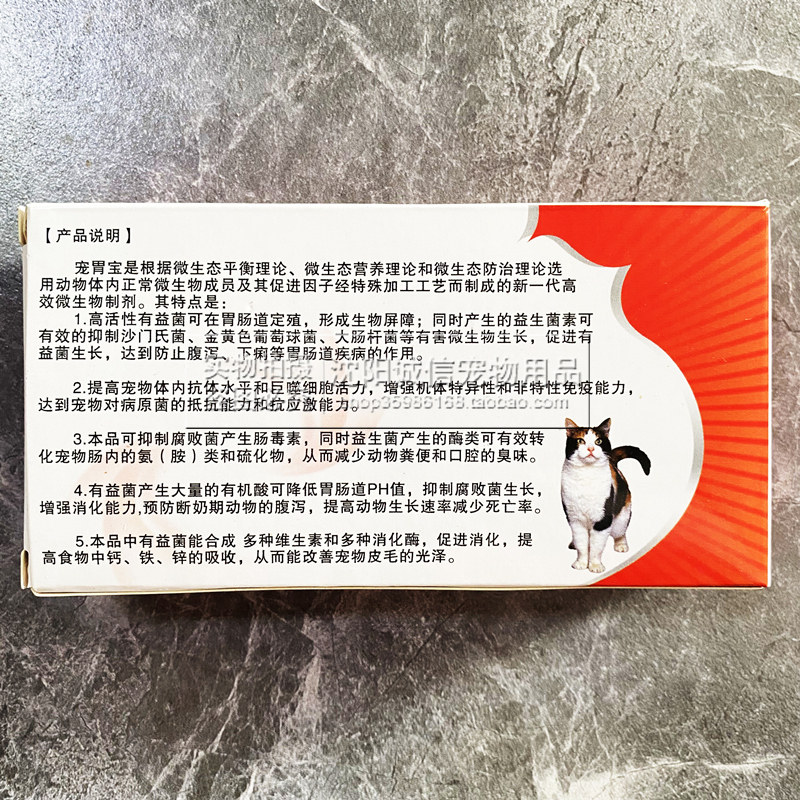 【产品说明】
宠胃宝是根据微生态平衡理论、微生态营养理论和微生态防治理论选
用动物体内正常微生物成员及其促进因子经特殊加工工艺而制成的新一代高
效微生物制剂。其特点是：
1.高活性有益菌可在胃肠道定殖，形成生物屏障；同时产生的益生菌素可
有效的抑制沙门氏菌、金黄色葡萄球菌、大肠杆菌等有害微生物生长，促进有
益菌生长，达到防止腹泻、下痢等胃肠道疾病的作用。
实物拍摄
沈阳诚信宠物用品
2.提高宠物体内抗体水平和巨噬细胞活力，增强机体特异性和非特性免疫能力，
达到宠物对病原菌的抵抗能力和抗应激能力。
pop35986168.taobao.com
3.本品可抑制腐败菌产生肠毒素，同时益生菌产生的酶类可有效转
化宠物肠内的氨（胺）类和硫化物，从而减少动物粪便和口腔的臭味。
4.有益菌产生大量的有机酸可降低胃肠道PH值，抑制腐败菌生长，
增强消化能力,预防断奶期动物的腹泻，提高动物生长速率减少死亡率。
5.本品中有益菌能合成 多种维生素和多种消化酶，促进消化，提
高食物中钙、铁、锌的吸收，从而能改善宠物皮毛的光泽。